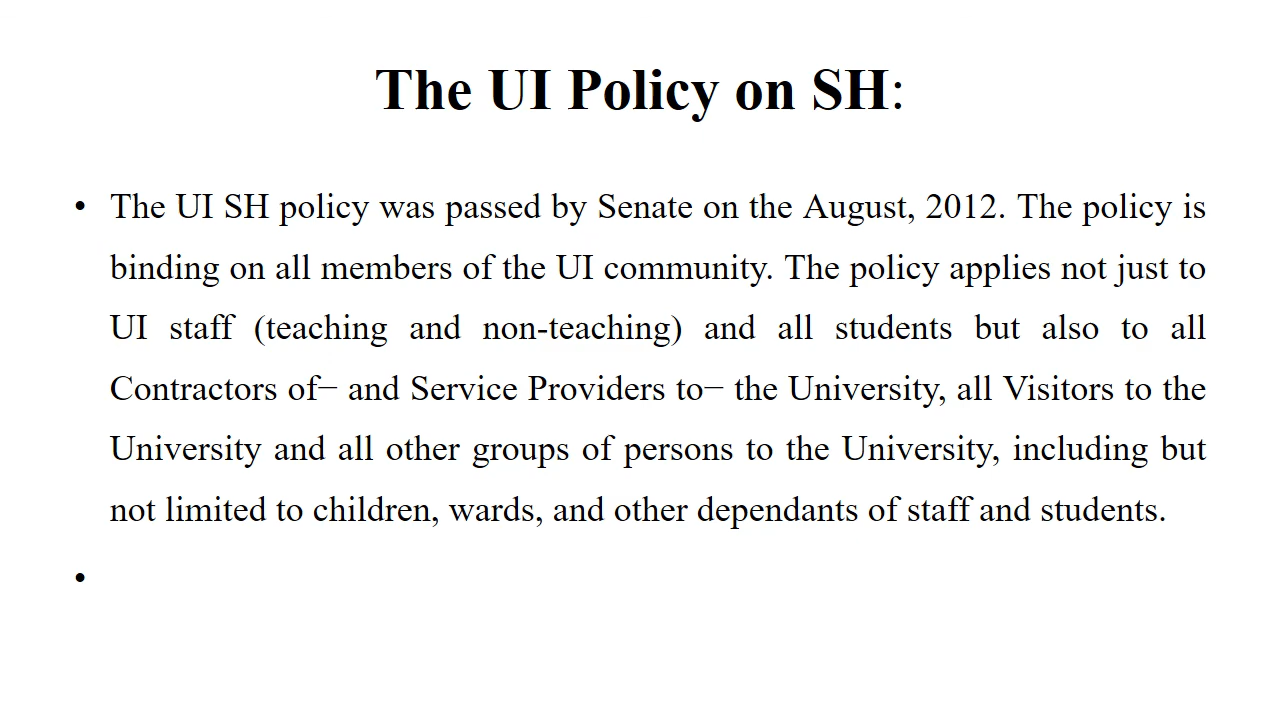 The UI Policy on SH:
• The UI SH policy was passed by Senate on the August, 2012. The policy is
binding on all members of the UI community. The policy applies not just to
UI staff (teaching and non-teaching) and all students but also to all
Contractors of− and Service Providers to− the University, all Visitors to the
University and all other groups of persons to the University, including but
not limited to children, wards, and other dependants of staff and students.
•